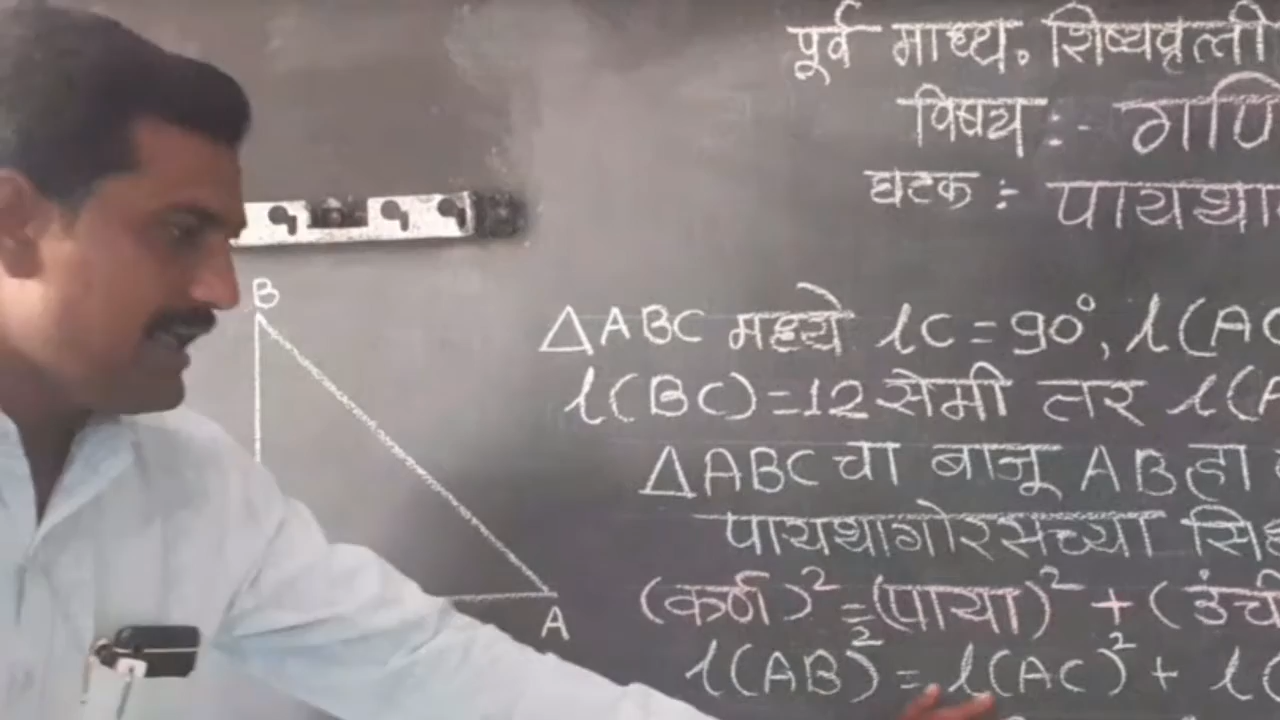 पूर्व माध्य. शिष्यवृत्ती
विषय :- गणि
घटक : पायथा
B
△ABC मध्ये ∠C = 90°, l(AC
l(BC)=12 सेमी तर l(A
△ABC चा बाजू AB हा
पायथागोरसच्या सिद्
(कर्ण)² = (पाया)² + (उंची
A
l(AB)² = l(AC)² + l(